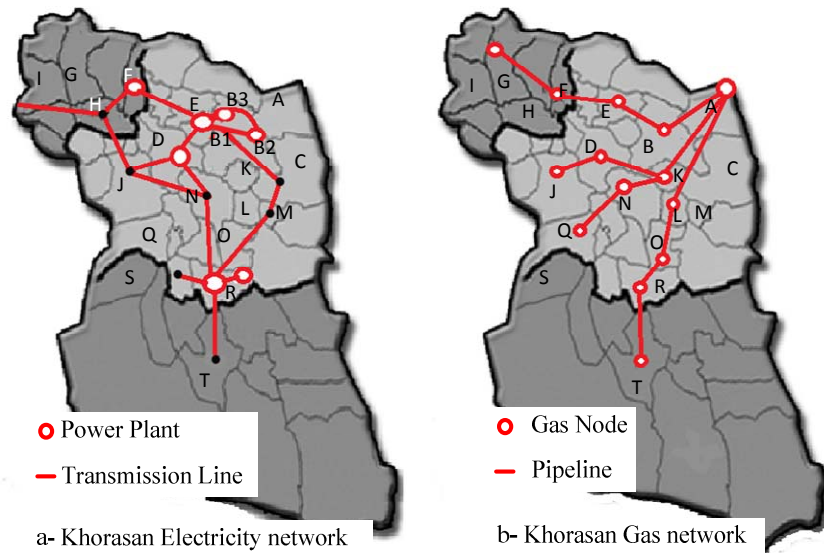 I
G
F
H
E
B3
A
D
B1
B2
C
K
J
N
L
M
Q
O
S
R
T
Power Plant
Transmission Line
a- Khorasan Electricity network
I
G
F
H
E
A
D
B
C
K
J
N
L
M
Q
O
S
R
T
Gas Node
Pipeline
b- Khorasan Gas network